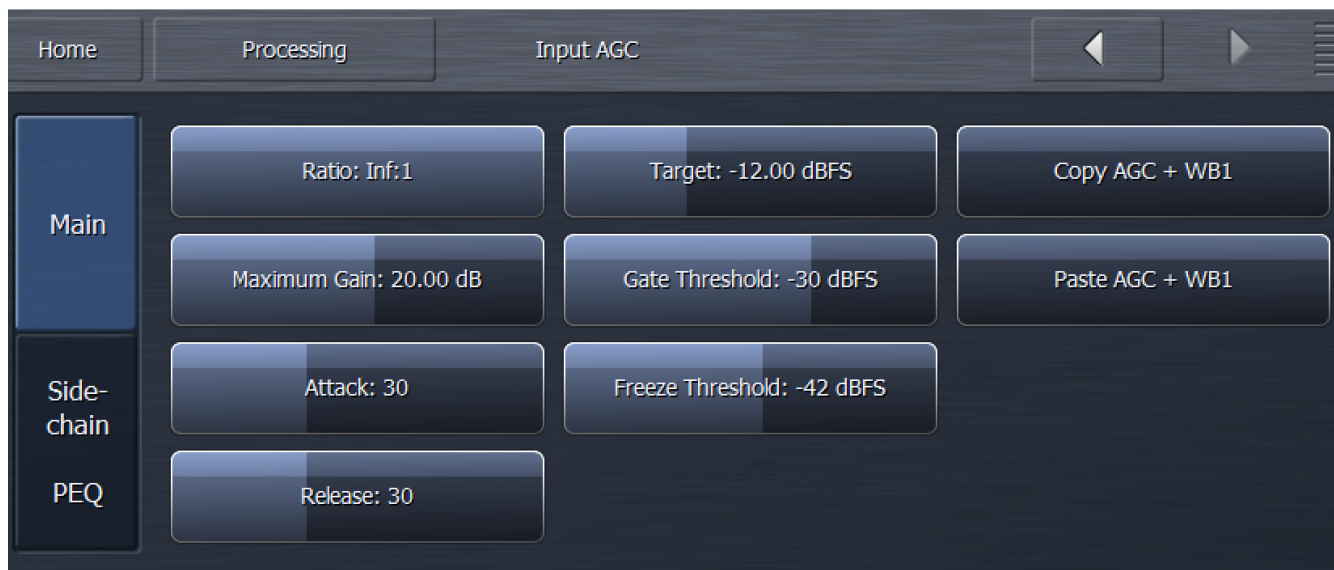 Home
Processing
Input AGC
Main
Side-
chain
PEQ
Ratio: Inf:1
Target: -12.00 dBFS
Copy AGC + WB1
Maximum Gain: 20.00 dB
Gate Threshold: -30 dBFS
Paste AGC + WB1
Attack: 30
Freeze Threshold: -42 dBFS
Release: 30